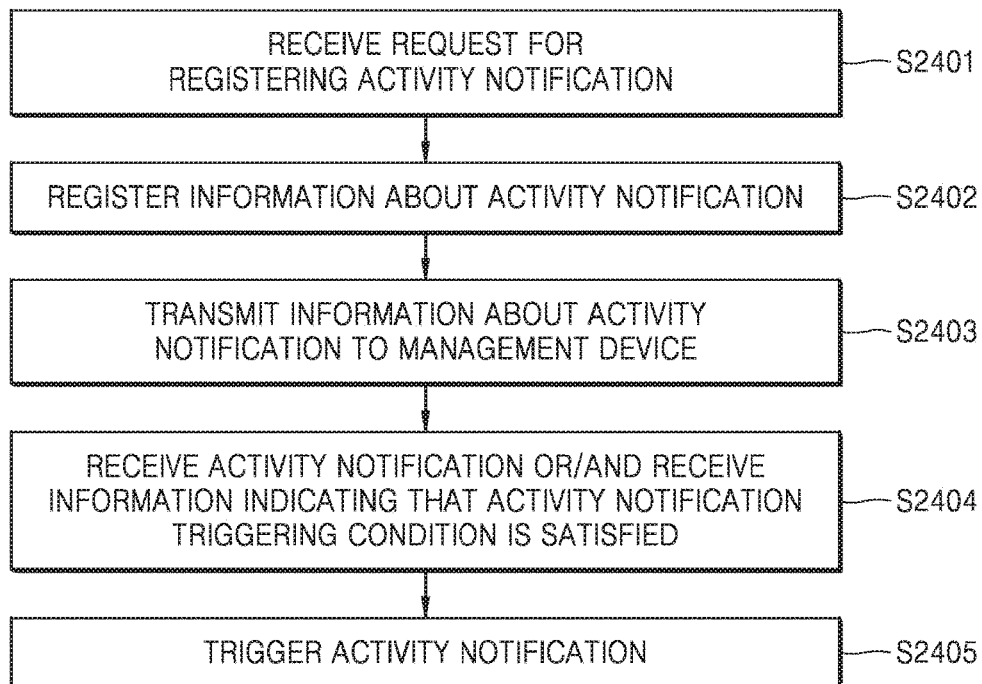 RECEIVE REQUEST FOR
REGISTERING ACTIVITY NOTIFICATION
S2401
REGISTER INFORMATION ABOUT ACTIVITY NOTIFICATION
S2402
TRANSMIT INFORMATION ABOUT ACTIVITY
NOTIFICATION TO MANAGEMENT DEVICE
S2403
RECEIVE ACTIVITY NOTIFICATION OR/AND RECEIVE
INFORMATION INDICATING THAT ACTIVITY NOTIFICATION
TRIGGERING CONDITION IS SATISFIED
S2404
TRIGGER ACTIVITY NOTIFICATION
S2405